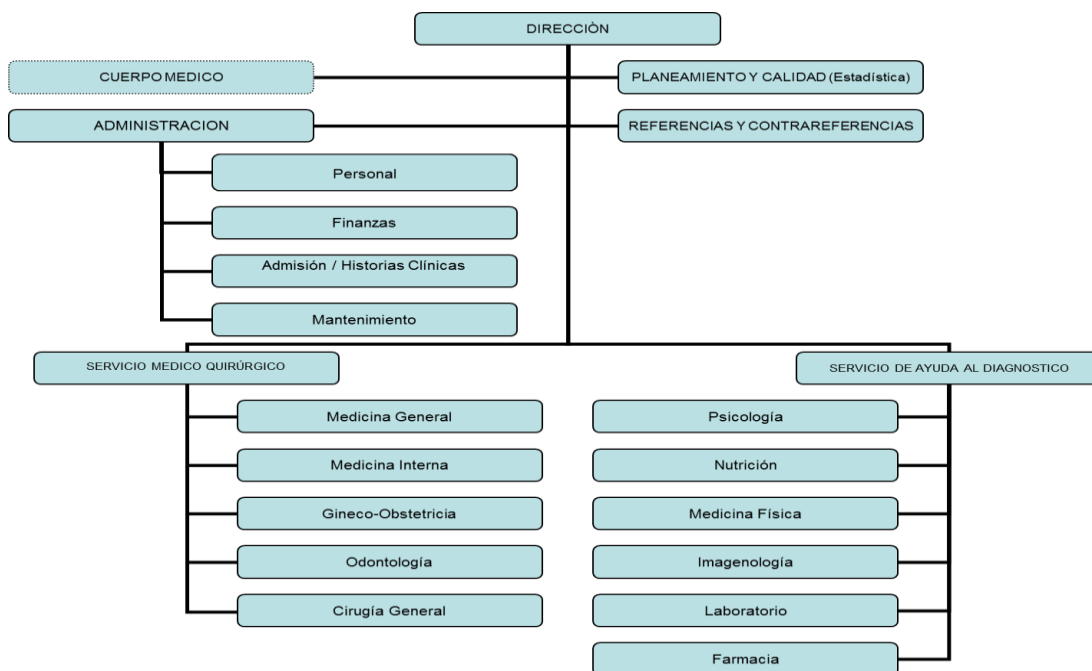 DIRECCIÒN
CUERPO MEDICO
PLANEAMIENTO Y CALIDAD (Estadística)
ADMINISTRACION
REFERENCIAS Y CONTRAREFERENCIAS
Personal
Finanzas
Admisión / Historias Clínicas
Mantenimiento
SERVICIO MEDICO QUIRÚRGICO
SERVICIO DE AYUDA AL DIAGNOSTICO
Medicina General
Psicología
Medicina Interna
Nutrición
Gineco-Obstetricia
Medicina Física
Odontología
Imagenología
Cirugía General
Laboratorio
Farmacia